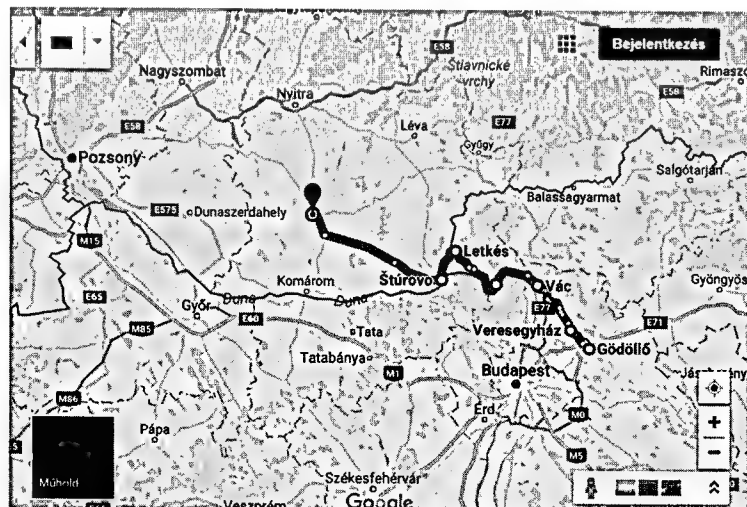 E58
Bejelentkezés
Štiavnické
vrchy
Rimaszo
Nagyszombat
Nyitra
E58
E58
Léva
E77
Gyűgy
Pozsony
Salgótarján
Balassagyarmat
E575
Dunaszerdahely
M15
Letkés
Štúrovo
Komárom
Vác
Gyöngyös
E65
Duna
Duna
Győr
E77
E60
Tata
E71
M85
Veresegyház
Gödöllő
Tatabánya
M1
Budapest
M86
M0
Érd
Pápa
M5
Műhold
Székesfehérvár
Google
Veszprém